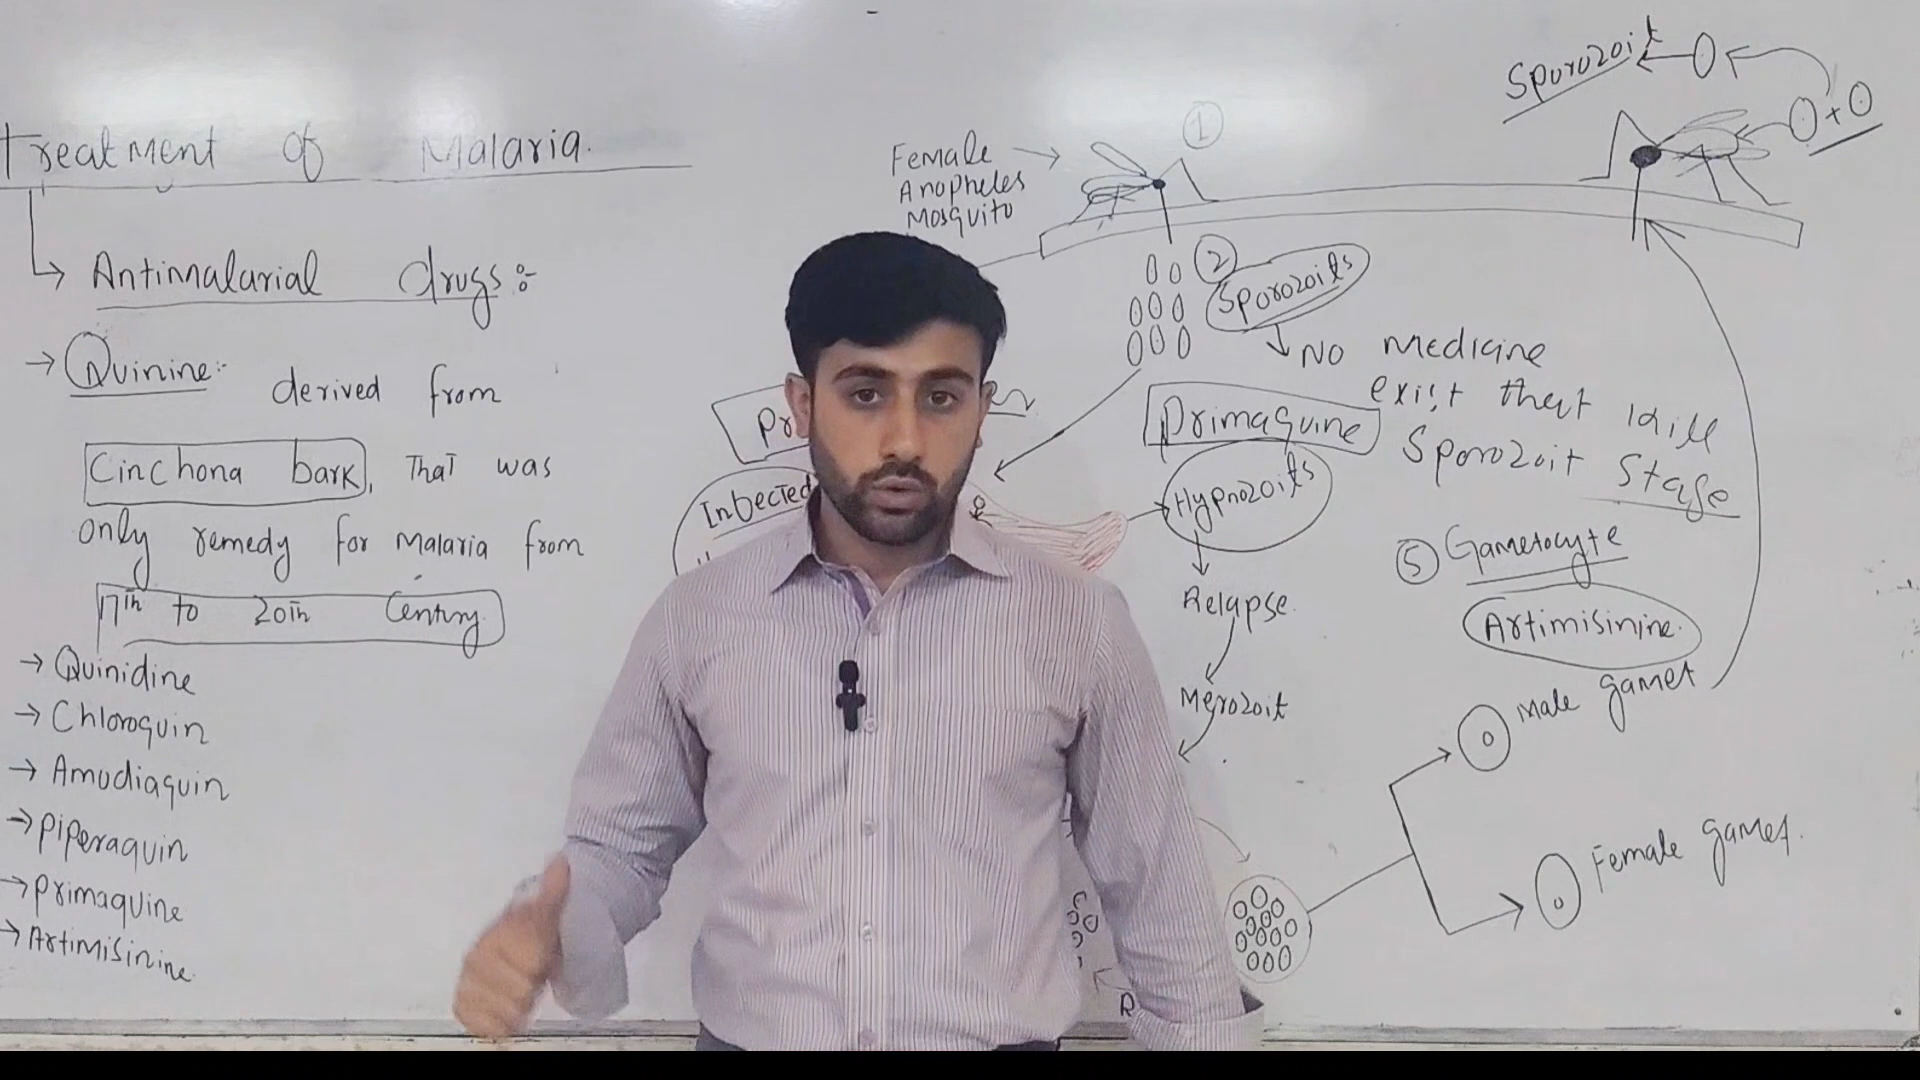 Treatment of Malaria.
Antimalarial drugs:-
Quinine:- derived from
Cinchona bark, That was
only remedy for Malaria from
17th to 20th Century
Quinidine
Chloroquin
Amodiaquin
Piperaquin
Primaquine
Artimisinine.
Female
Anopheles
Mosquito
1
2
Sporozoits
No Medicine
exist that kill
Sporozoit Stage
Primaquine
Infected
Hypnozoits
Relapse.
Merozoit
5 Gametocyte
Artimisinine.
Male gamet
Female gamet.
Sporozoit
0+0